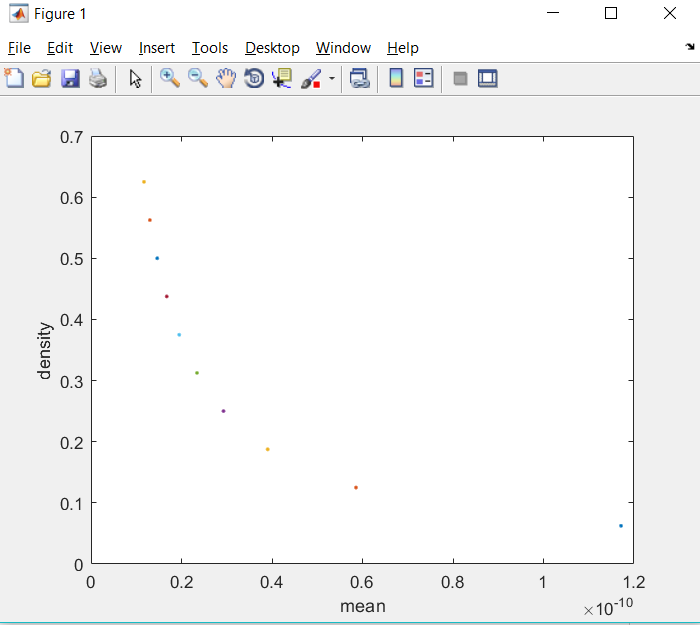 Figure 1
File Edit View Insert Tools Desktop Window Help
0.7
0.6
0.5
0.4
0.3
0.2
0.1
0
density
0 0.2 0.4 0.6 0.8 1 1.2
mean
×10-10